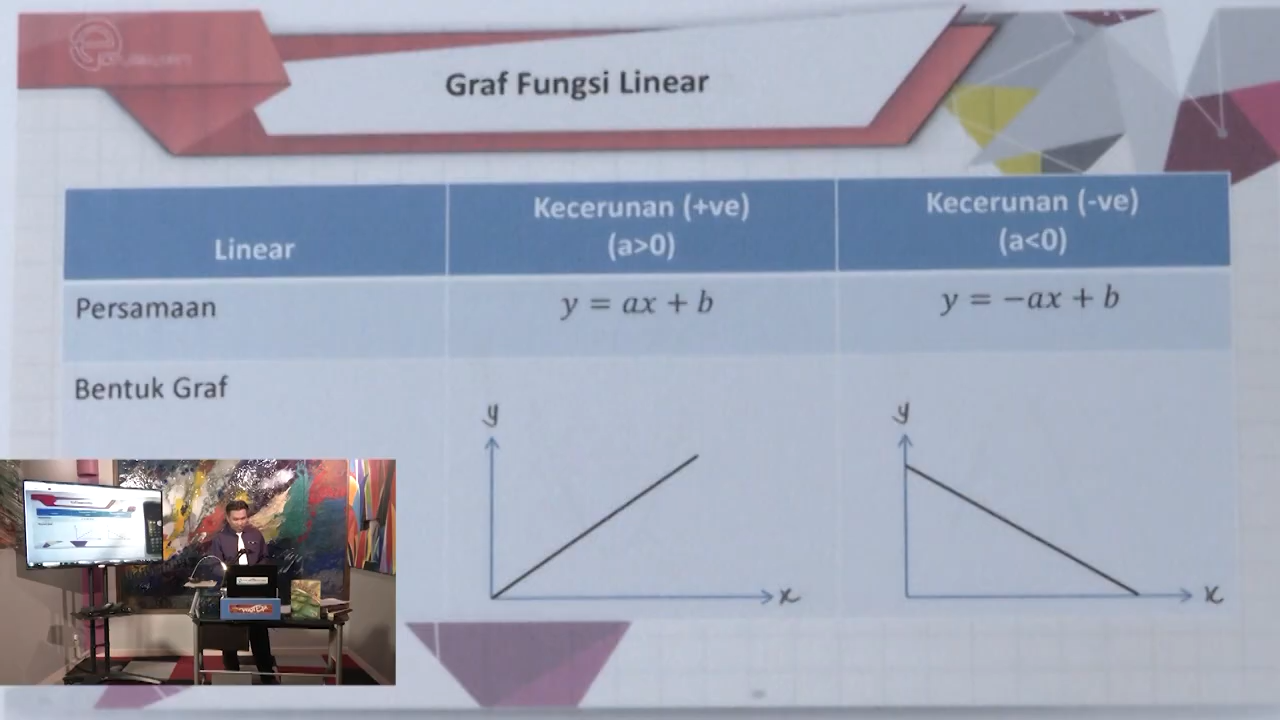 Graf Fungsi Linear
Linear
Kecerunan (+ve)
(a>0)
Kecerunan (-ve)
(a<0)
Persamaan
y = ax + b
y = −ax + b
Bentuk Graf
y
x
y
x